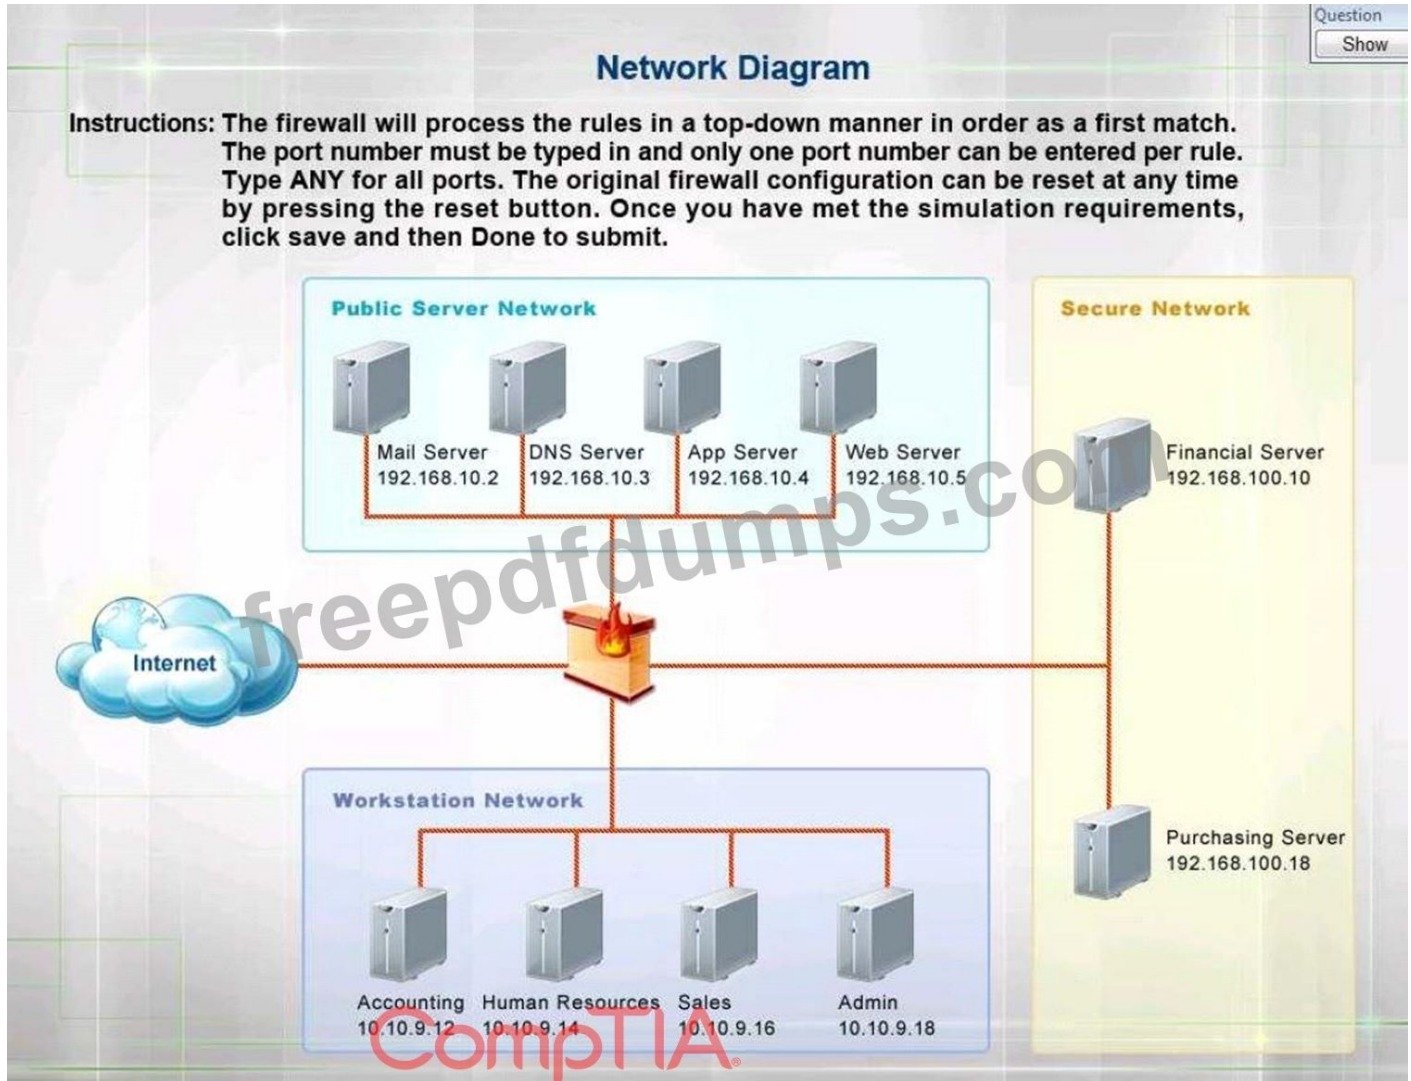 Question
Show
Network Diagram
Instructions: The firewall will process the rules in a top-down manner in order as a first match.
The port number must be typed in and only one port number can be entered per rule.
Type ANY for all ports. The original firewall configuration can be reset at any time
by pressing the reset button. Once you have met the simulation requirements,
click save and then Done to submit.
Public Server Network
Secure Network
Mail Server
192.168.10.2
DNS Server
192.168.10.3
App Server
192.168.10.4
Web Server
192.168.10.5
Financial Server
192.168.100.10
freepdfdumps.com
Internet
Workstation Network
Purchasing Server
192.168.100.18
Accounting
10.10.9.12
Human Resources
10.10.9.14
Sales
10.10.9.16
Admin
10.10.9.18
CompTIA®